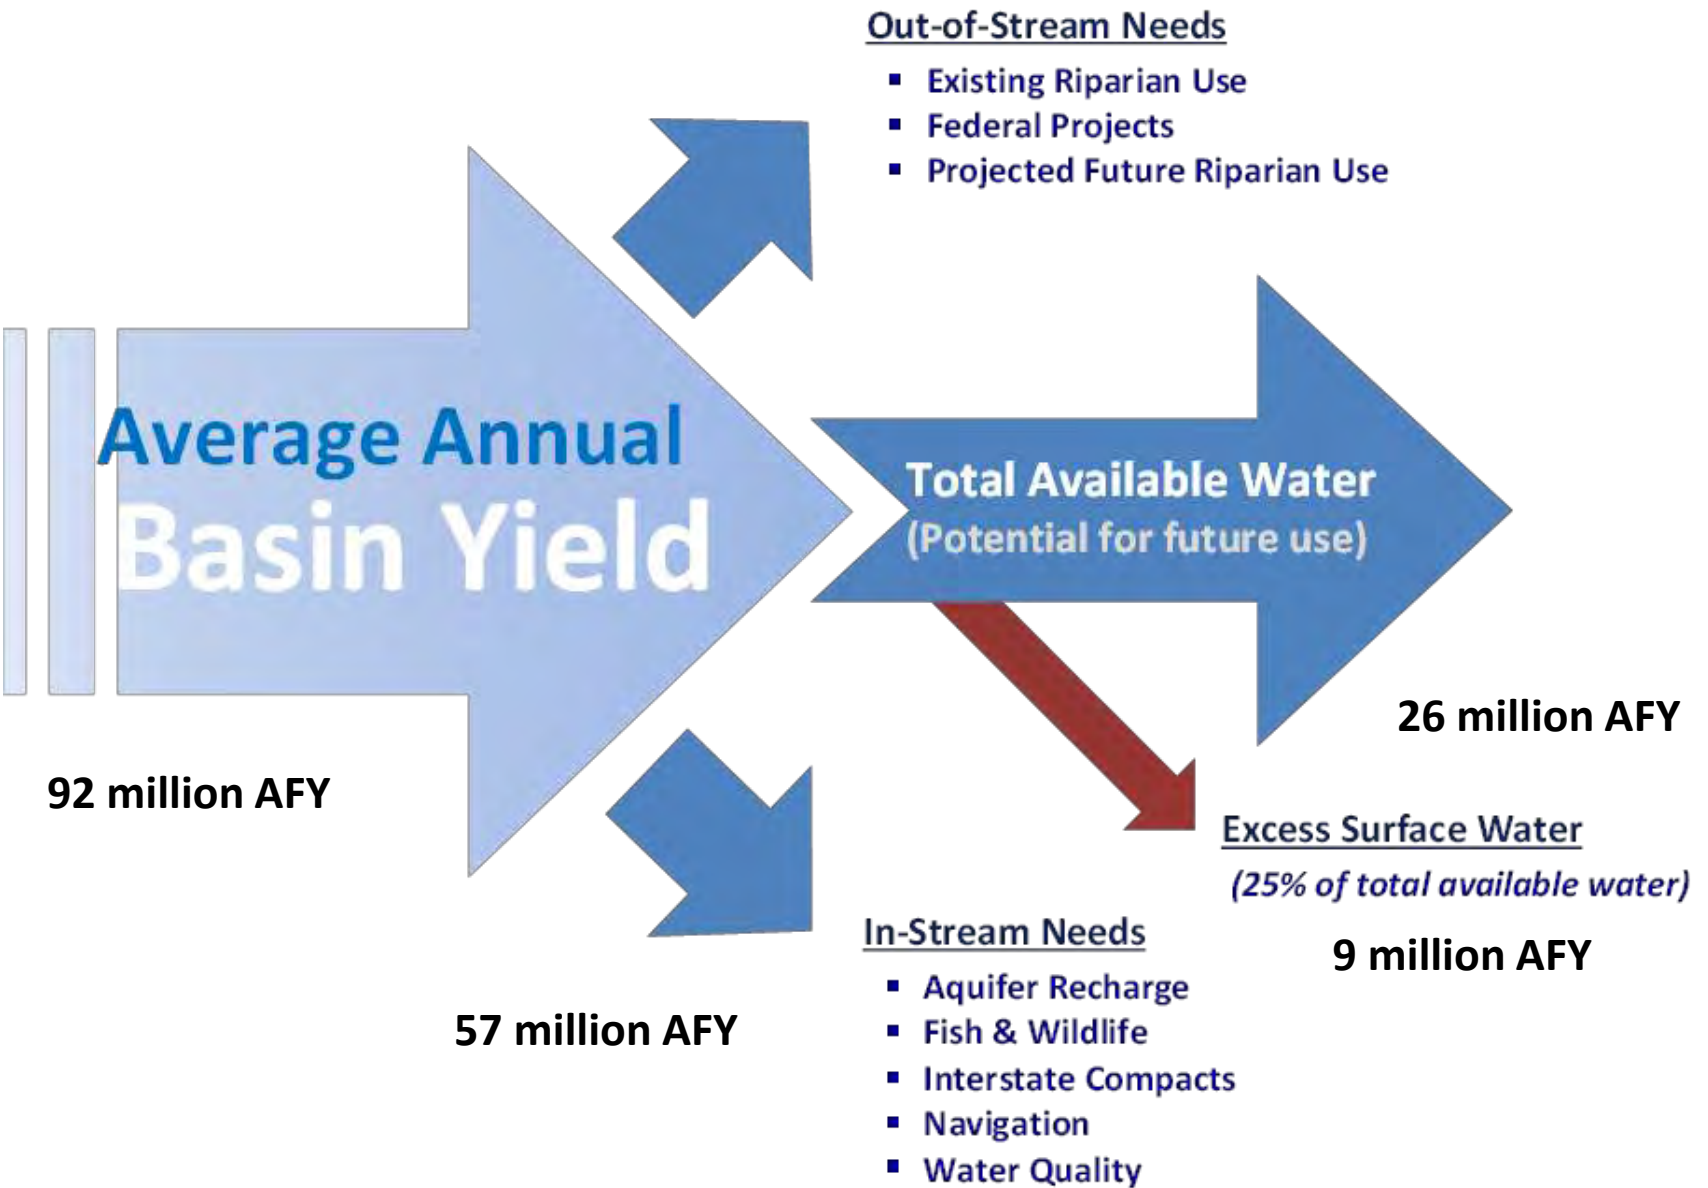 Out-of-Stream Needs
▪ Existing Riparian Use
▪ Federal Projects
▪ Projected Future Riparian Use
Average Annual
Basin Yield
92 million AFY
Total Available Water
(Potential for future use)
26 million AFY
Excess Surface Water
(25% of total available water)
9 million AFY
In-Stream Needs
▪ Aquifer Recharge
▪ Fish & Wildlife
▪ Interstate Compacts
▪ Navigation
▪ Water Quality
57 million AFY